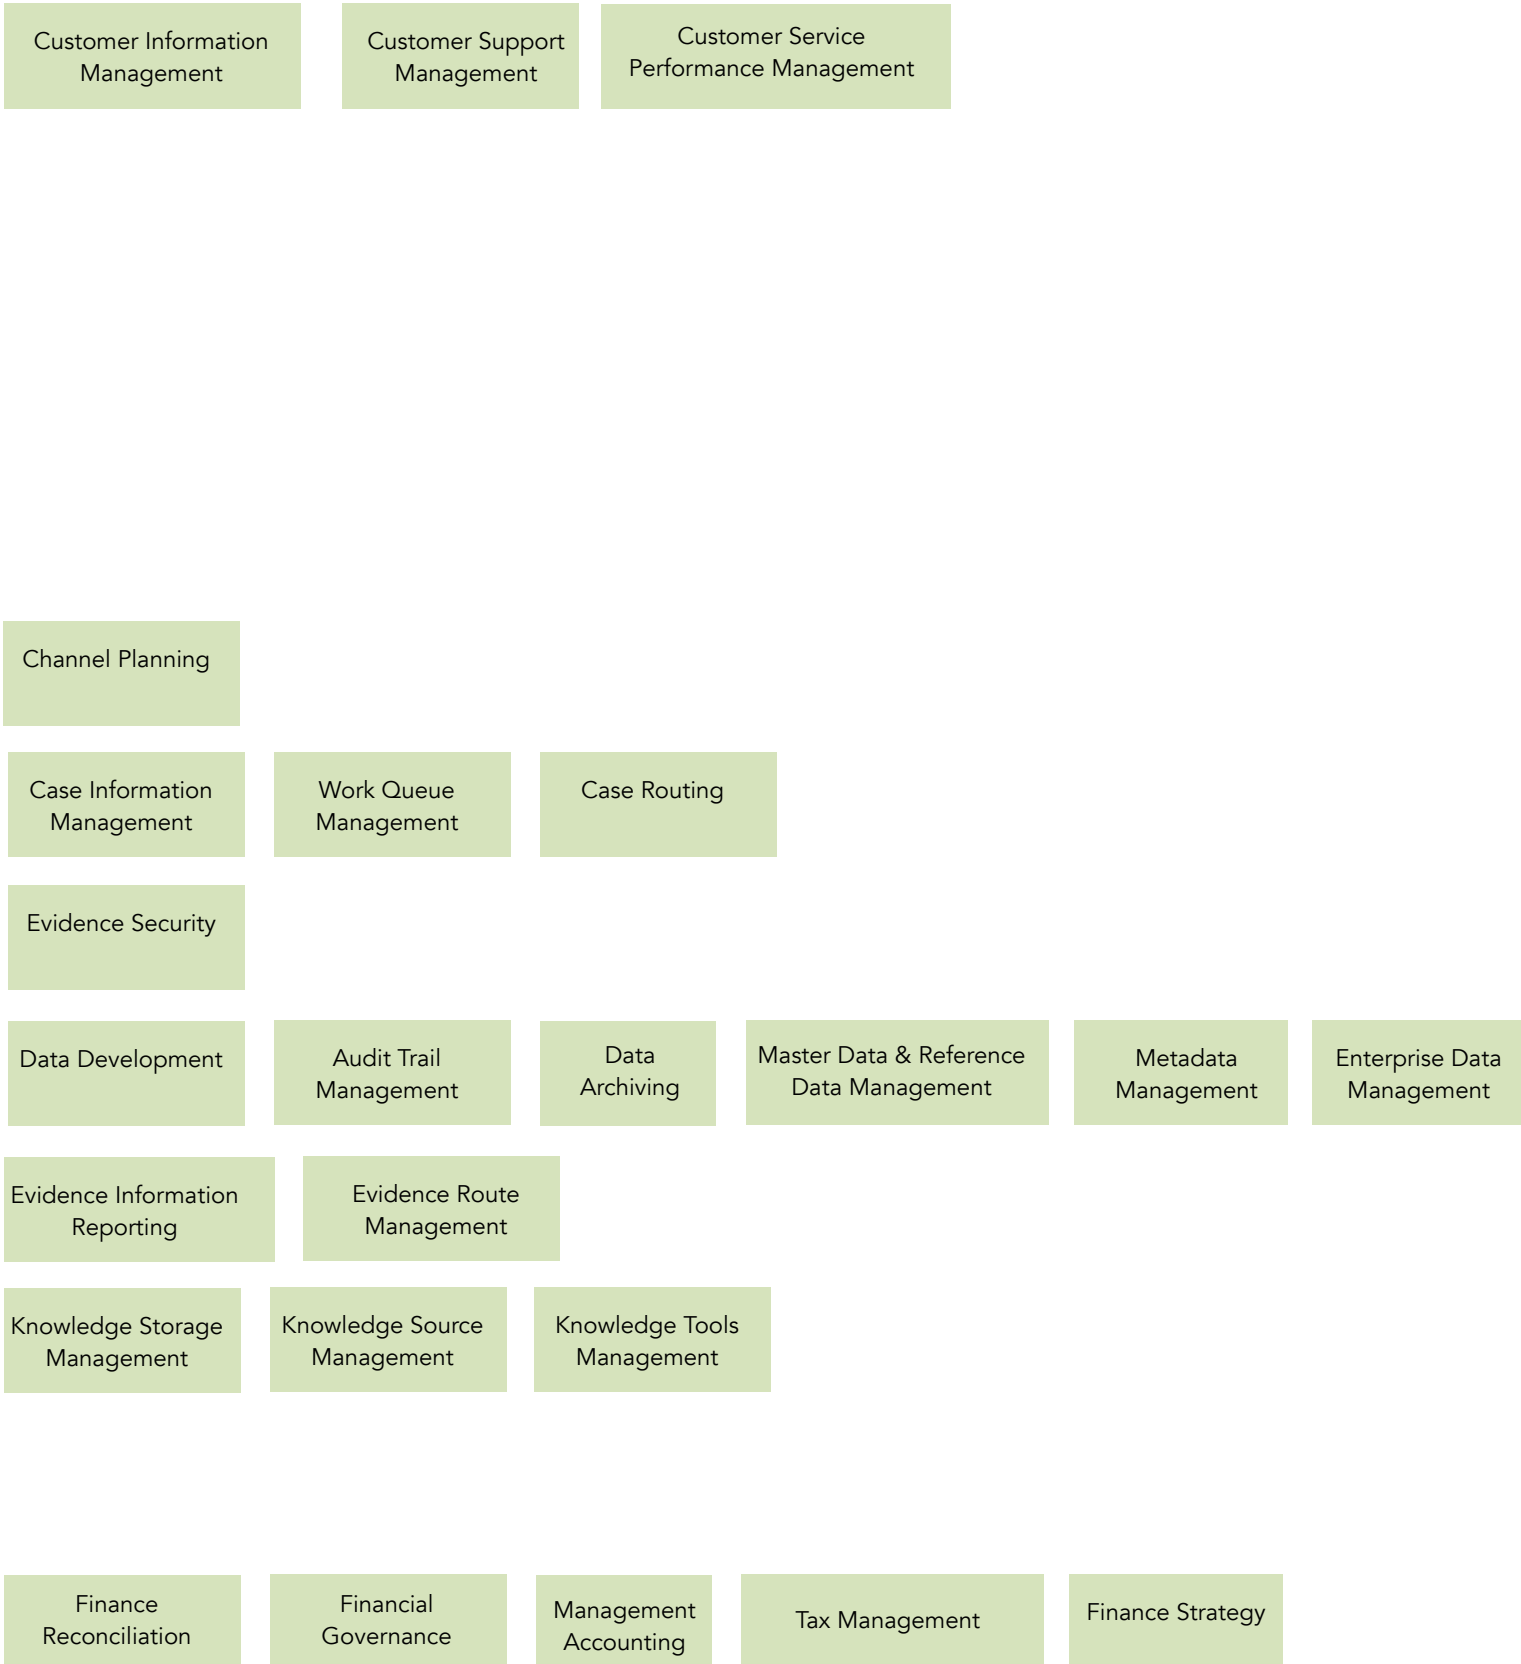 Customer Information
Management
Customer Support
Management
Customer Service
Performance Management
Channel Planning
Case Information
Management
Work Queue
Management
Case Routing
Evidence Security
Data Development
Audit Trail
Management
Data
Archiving
Master Data & Reference
Data Management
Metadata
Management
Enterprise Data
Management
Evidence Information
Reporting
Evidence Route
Management
Knowledge Storage
Management
Knowledge Source
Management
Knowledge Tools
Management
Finance
Reconciliation
Financial
Governance
Management
Accounting
Tax Management
Finance Strategy